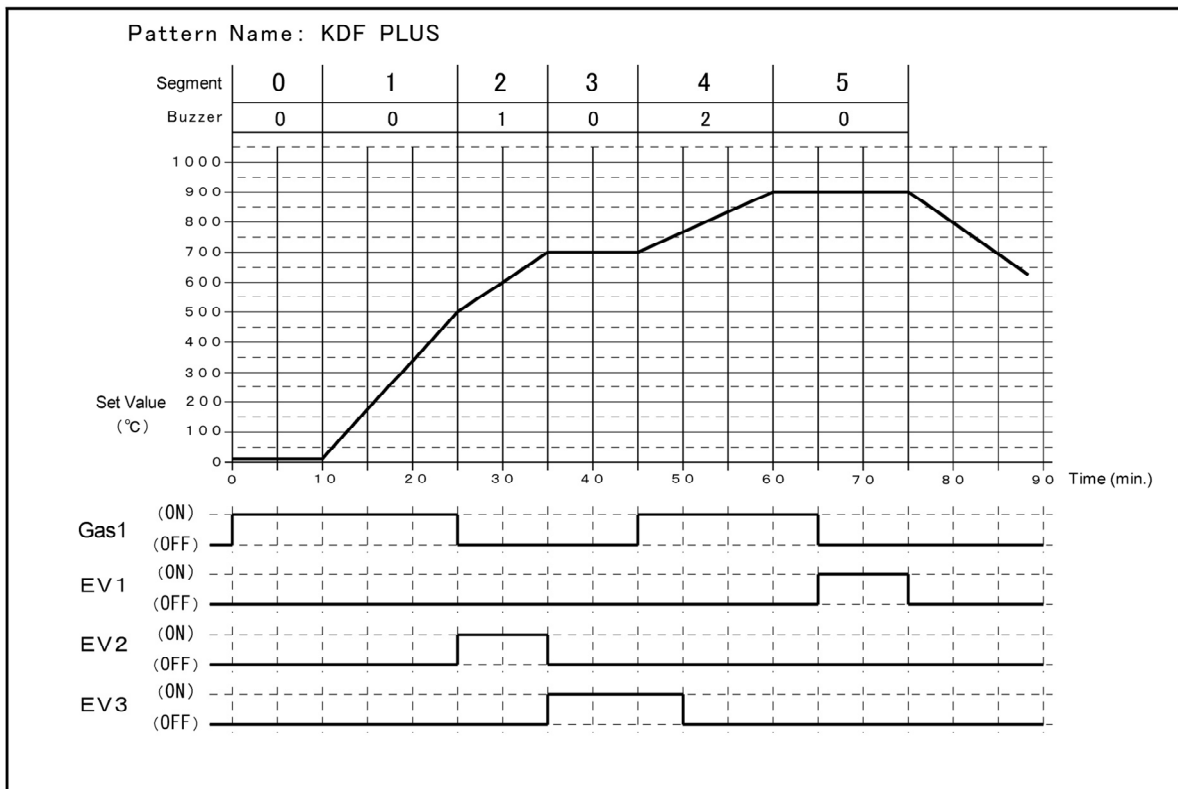 Pattern Name: KDF PLUS
Segment 0 1 2 3 4 5
Buzzer 0 0 1 0 2 0
1000
900
800
700
600
500
400
300
Set Value 200
(℃) 100
0
0 10 20 30 40 50 60 70 80 90 Time (min.)
Gas1 (ON)
(OFF)
EV1 (ON)
(OFF)
EV2 (ON)
(OFF)
EV3 (ON)
(OFF)